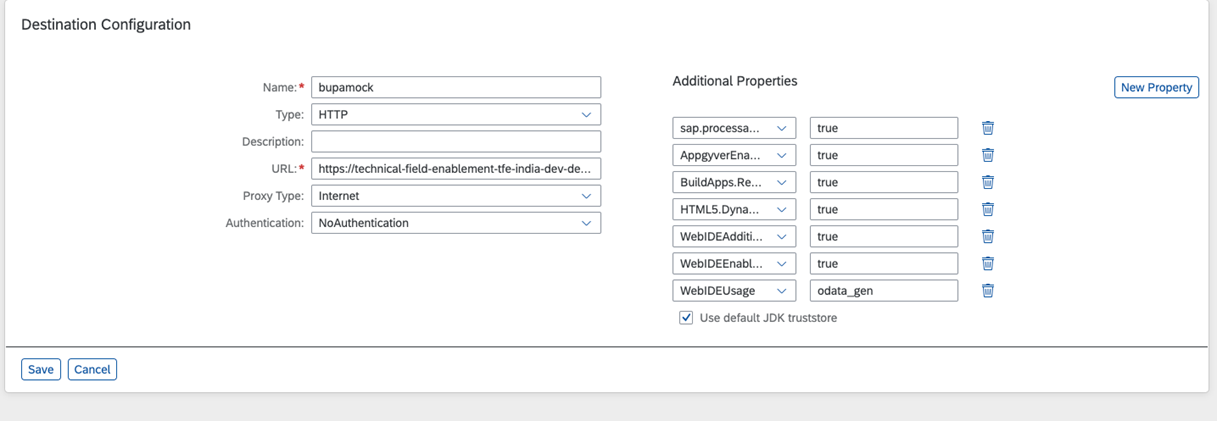 Destination Configuration
Name:* bupamock
Type: HTTP
Description:
URL:* https://technical-field-enablement-tfe-india-dev-de...
Proxy Type: Internet
Authentication: NoAuthentication
Additional Properties
New Property
sap.processa... true
AppgyverEna... true
BuildApps.Re... true
HTML5.Dyna... true
WebIDEAdditi... true
WebIDEEnabl... true
WebIDEUsage odata_gen
Use default JDK truststore
Save Cancel